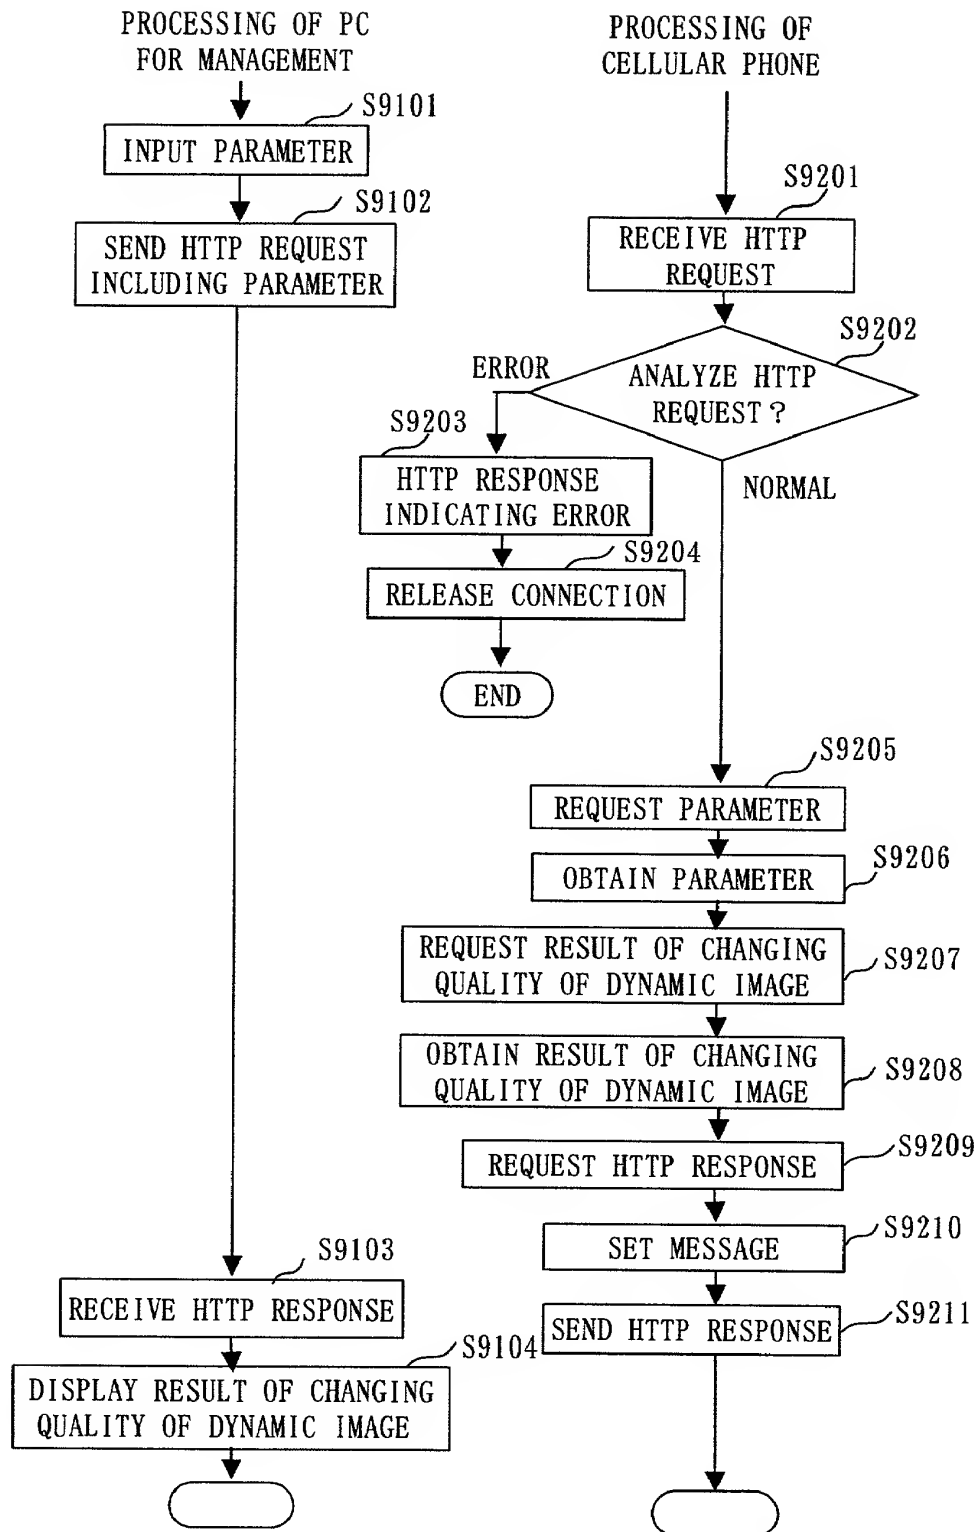 PROCESSING OF PC
FOR MANAGEMENT
S9101
INPUT PARAMETER
S9102
SEND HTTP REQUEST
INCLUDING PARAMETER
S9103
RECEIVE HTTP RESPONSE
S9104
DISPLAY RESULT OF CHANGING
QUALITY OF DYNAMIC IMAGE
PROCESSING OF
CELLULAR PHONE
S9201
RECEIVE HTTP
REQUEST
S9202
ANALYZE HTTP
REQUEST?
ERROR
S9203
HTTP RESPONSE
INDICATING ERROR
S9204
RELEASE CONNECTION
END
NORMAL
S9205
REQUEST PARAMETER
S9206
OBTAIN PARAMETER
REQUEST RESULT OF CHANGING
QUALITY OF DYNAMIC IMAGE
S9207
OBTAIN RESULT OF CHANGING
QUALITY OF DYNAMIC IMAGE
S9208
REQUEST HTTP RESPONSE
S9209
SET MESSAGE
S9210
SEND HTTP RESPONSE
S9211